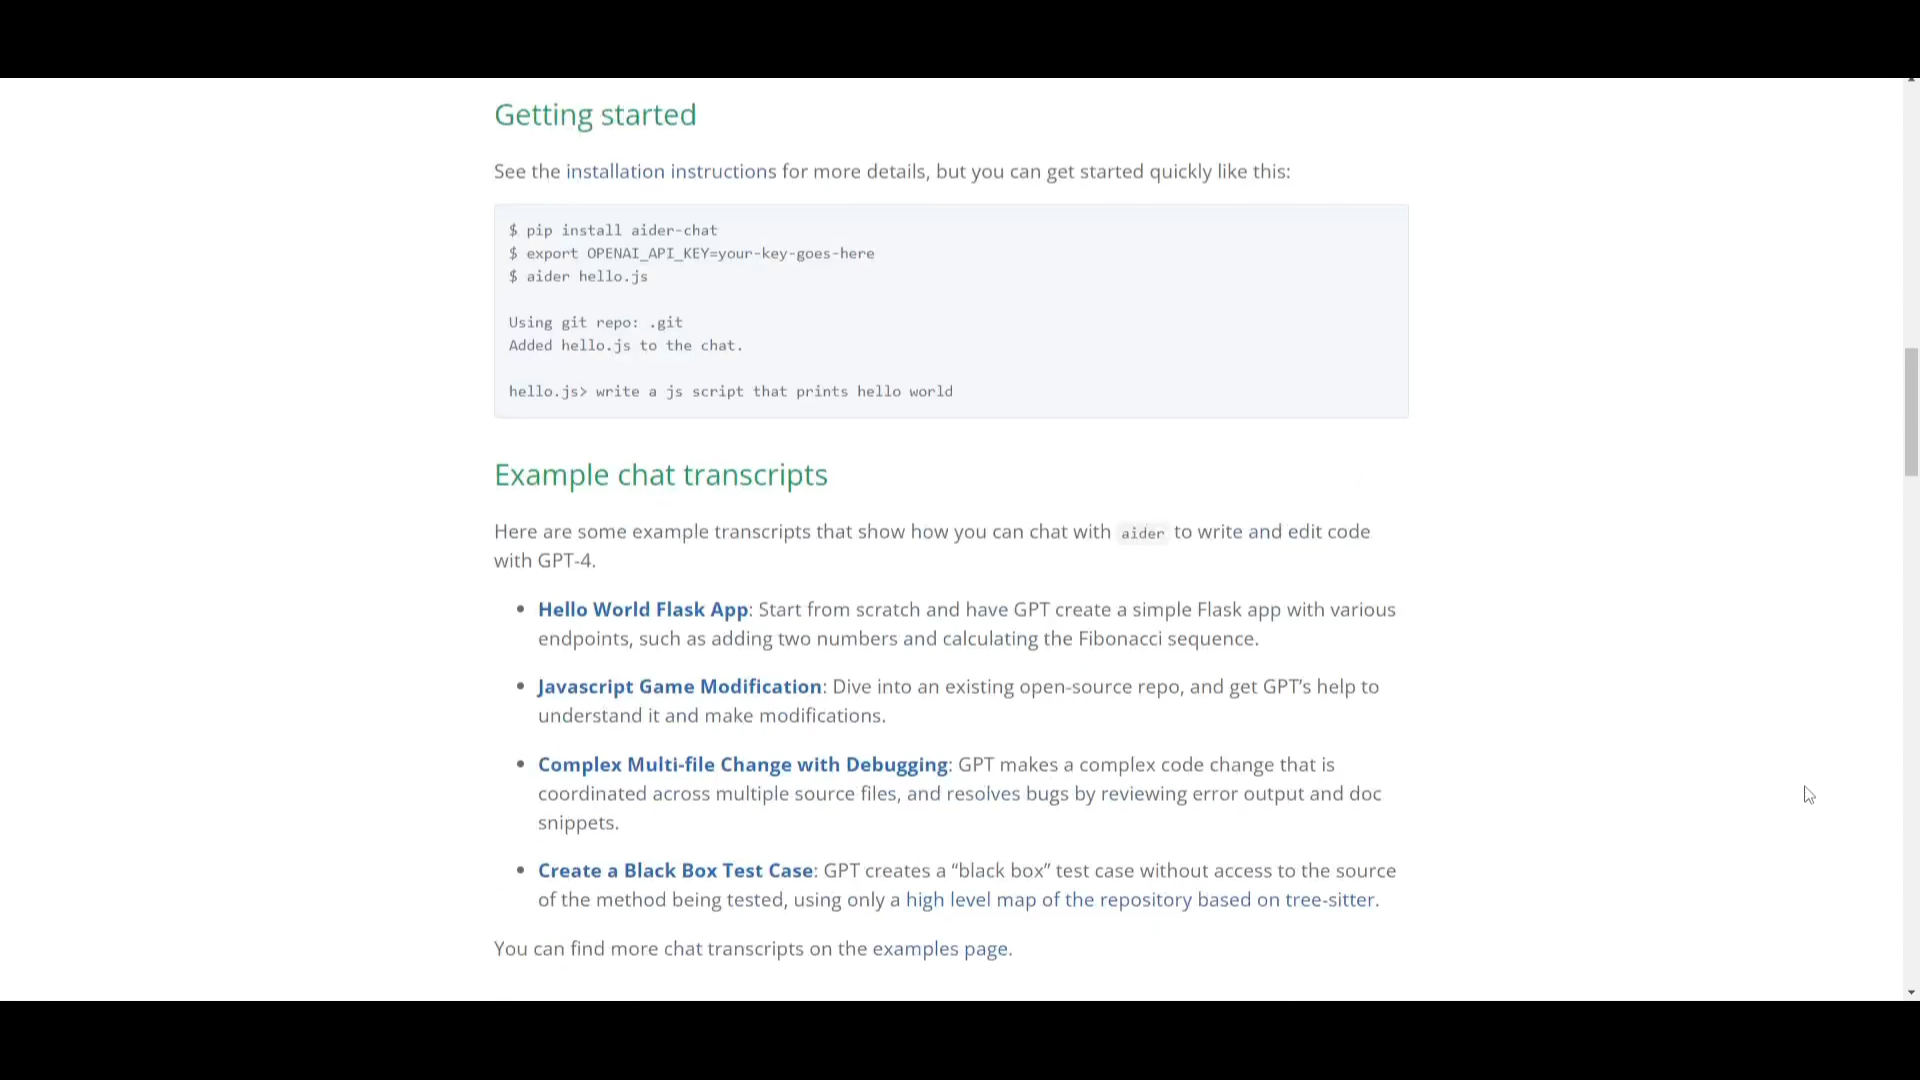 Getting started
See the installation instructions for more details, but you can get started quickly like this:
$ pip install aider-chat
$ export OPENAI_API_KEY=your-key-goes-here
$ aider hello.js
Using git repo: .git
Added hello.js to the chat.
hello.js> write a js script that prints hello world
Example chat transcripts
Here are some example transcripts that show how you can chat with aider to write and edit code
with GPT-4.
• Hello World Flask App: Start from scratch and have GPT create a simple Flask app with various
endpoints, such as adding two numbers and calculating the Fibonacci sequence.
• Javascript Game Modification: Dive into an existing open-source repo, and get GPT’s help to
understand it and make modifications.
• Complex Multi-file Change with Debugging: GPT makes a complex code change that is
coordinated across multiple source files, and resolves bugs by reviewing error output and doc
snippets.
• Create a Black Box Test Case: GPT creates a “black box” test case without access to the source
of the method being tested, using only a high level map of the repository based on tree-sitter.
You can find more chat transcripts on the examples page.